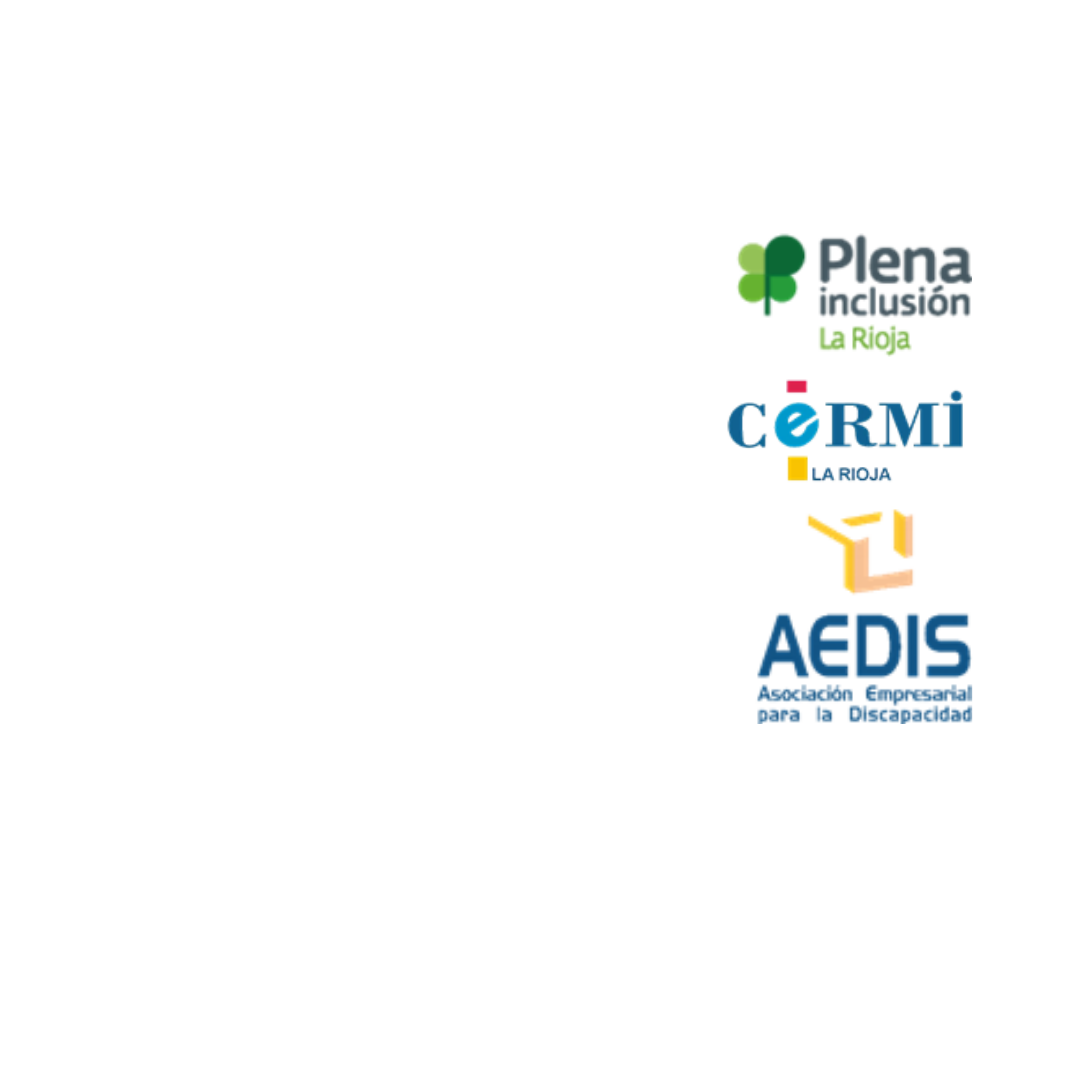 Plena
inclusión
La Rioja
CERMI
LA RIOJA
AEDIS
Asociación Empresarial
para la Discapacidad